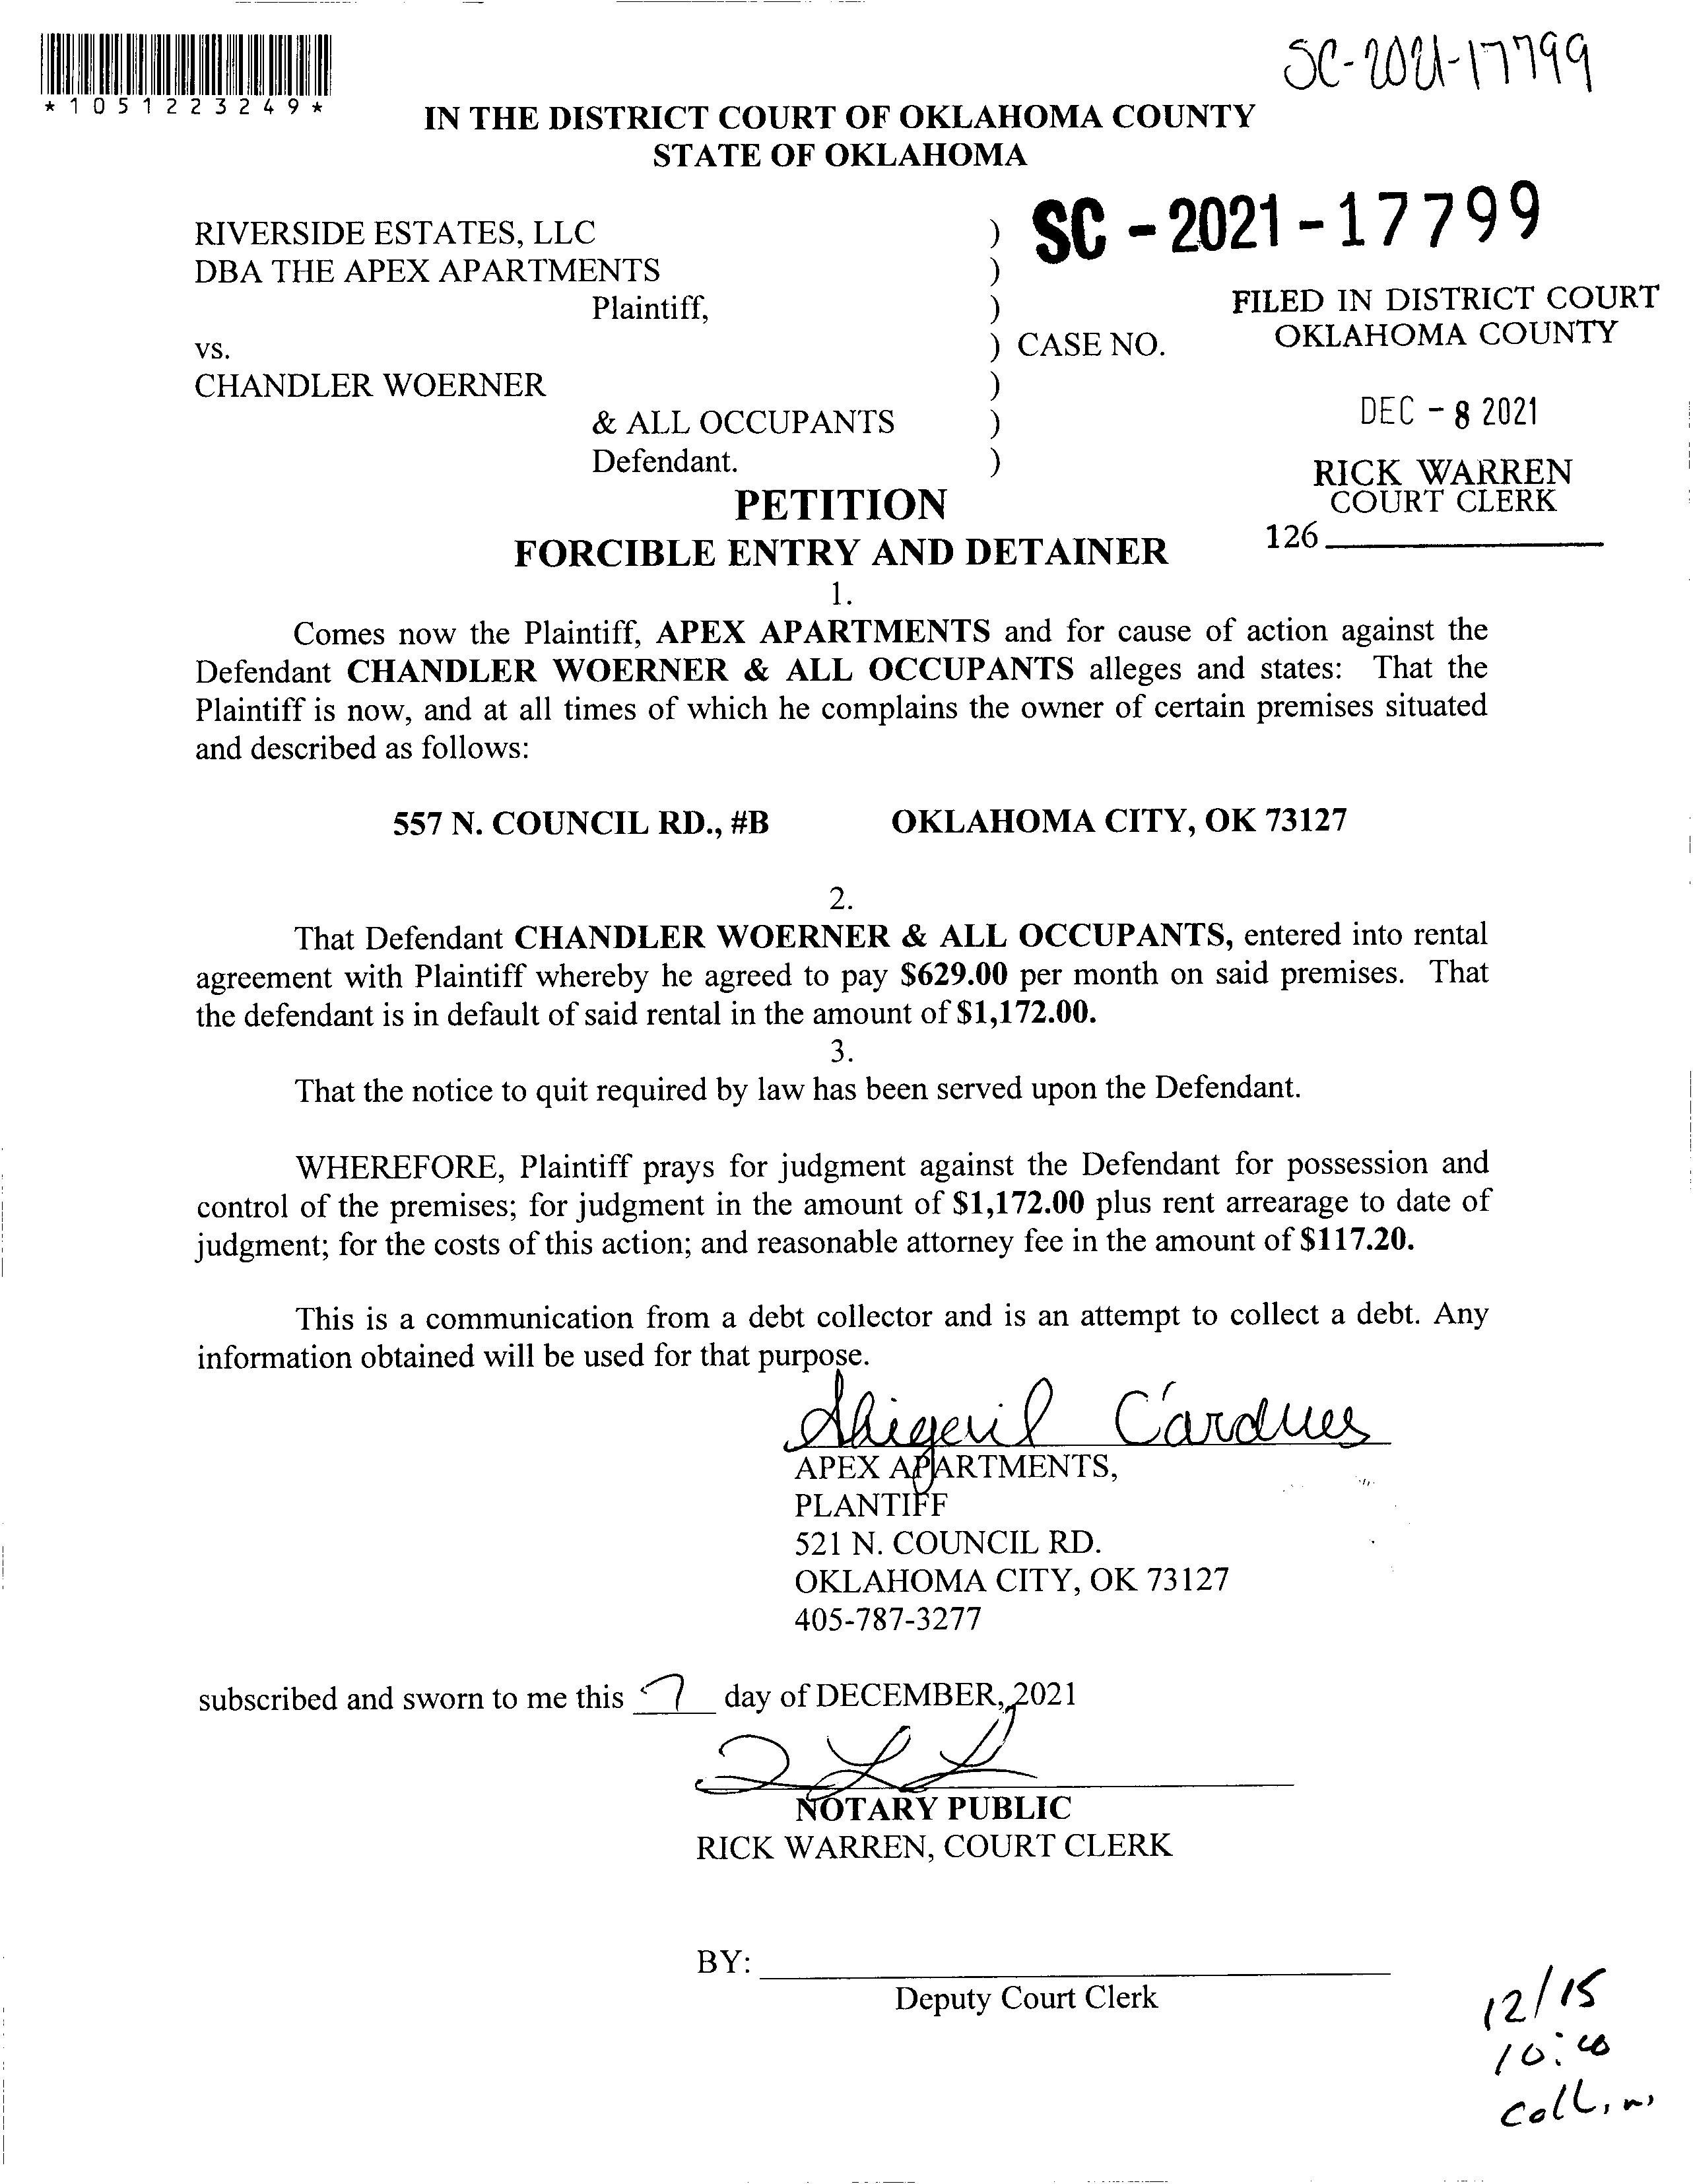 SC-2021-17799
*1051223249*
IN THE DISTRICT COURT OF OKLAHOMA COUNTY
STATE OF OKLAHOMA
RIVERSIDE ESTATES, LLC ) SC-2021-17799
DBA THE APEX APARTMENTS )
Plaintiff, ) FILED IN DISTRICT COURT
vs. ) CASE NO. OKLAHOMA COUNTY
CHANDLER WOERNER )
& ALL OCCUPANTS ) DEC - 8 2021
Defendant. ) RICK WARREN
PETITION COURT CLERK
FORCIBLE ENTRY AND DETAINER 126
1.
Comes now the Plaintiff, APEX APARTMENTS and for cause of action against the
Defendant CHANDLER WOERNER & ALL OCCUPANTS alleges and states: That the
Plaintiff is now, and at all times of which he complains the owner of certain premises situated
and described as follows:
557 N. COUNCIL RD., #B OKLAHOMA CITY, OK 73127
2.
That Defendant CHANDLER WOERNER & ALL OCCUPANTS, entered into rental
agreement with Plaintiff whereby he agreed to pay $629.00 per month on said premises. That
the defendant is in default of said rental in the amount of $1,172.00.
3.
That the notice to quit required by law has been served upon the Defendant.
WHEREFORE, Plaintiff prays for judgment against the Defendant for possession and
control of the premises; for judgment in the amount of $1,172.00 plus rent arrearage to date of
judgment; for the costs of this action; and reasonable attorney fee in the amount of $117.20.
This is a communication from a debt collector and is an attempt to collect a debt. Any
information obtained will be used for that purpose.
APEX APARTMENTS,
PLANTIFF
521 N. COUNCIL RD.
OKLAHOMA CITY, OK 73127
405-787-3277
subscribed and sworn to me this 7 day of DECEMBER, 2021
NOTARY PUBLIC
RICK WARREN, COURT CLERK
BY:
Deputy Court Clerk
12/15
10:00
Collins